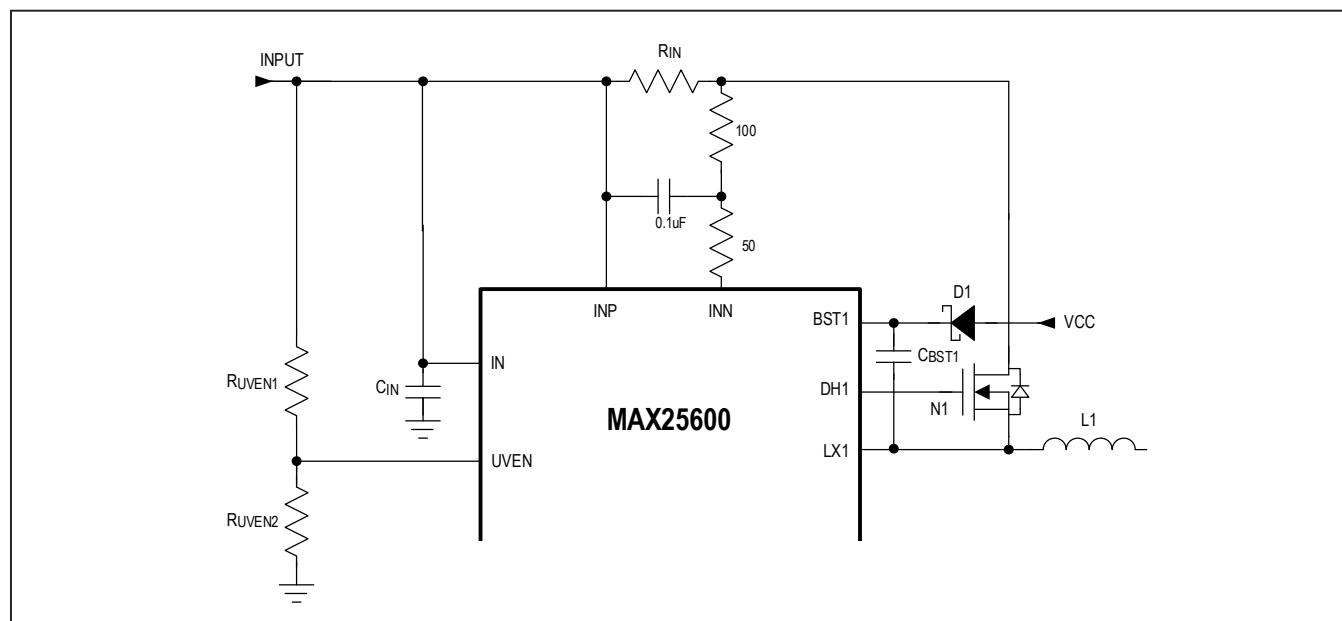 INPUT
RIN
100
0.1uF
50
INP
INN
BST1
D1
VCC
CBST1
IN
CIN
RUVEN1
DH1
N1
MAX25600
L1
LX1
UVEN
RUVEN2